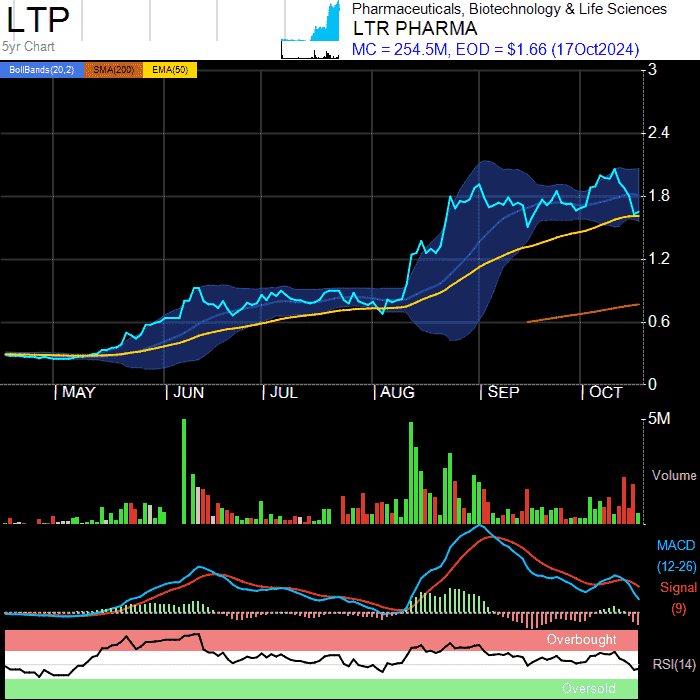 LTP
5yr Chart
Pharmaceuticals, Biotechnology & Life Sciences
LTR PHARMA
MC = 254.5M, EOD = $1.66 (17Oct2024)
BollBands(20,2) SMA(200) EMA(50)
3
2.4
1.8
1.2
0.6
0
MAY JUN JUL AUG SEP OCT
5M
Volume
MACD
(12-26)
Signal
(9)
Overbought
RSI(14)
Oversold